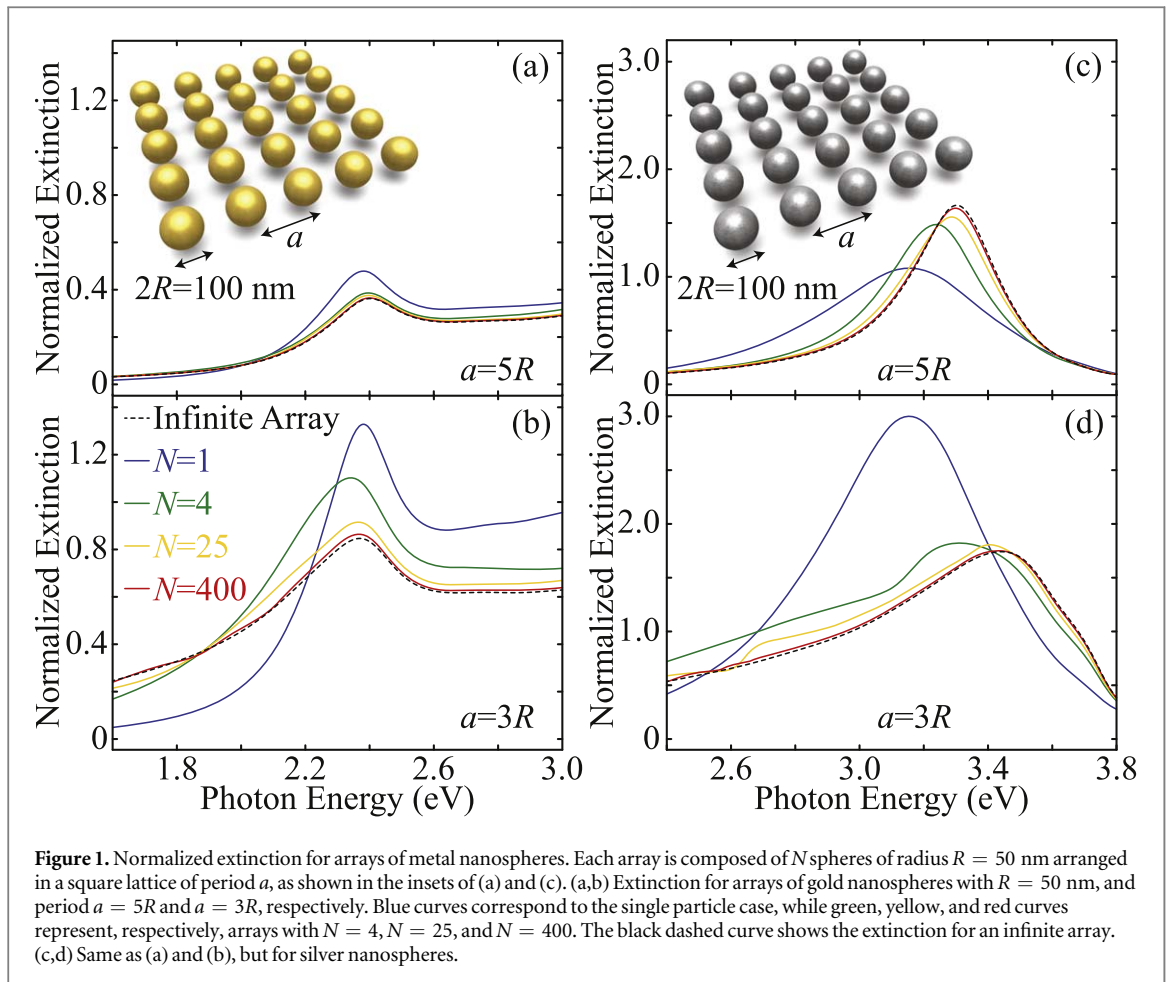 (a)
Normalized Extinction
1.2
0.8
0.4
0
a
2R=100 nm
a=5R
(c)
Normalized Extinction
3.0
2.0
1.0
0
a
2R=100 nm
a=5R
(b)
Normalized Extinction
1.2
0.8
0.4
0
Infinite Array
N=1
N=4
N=25
N=400
a=3R
1.8 2.2 2.6 3.0
Photon Energy (eV)
(d)
Normalized Extinction
3.0
2.0
1.0
0
a=3R
2.6 3.0 3.4 3.8
Photon Energy (eV)
Figure 1. Normalized extinction for arrays of metal nanospheres. Each array is composed of N spheres of radius R = 50 nm arranged
in a square lattice of period a, as shown in the insets of (a) and (c). (a,b) Extinction for arrays of gold nanospheres with R = 50 nm, and
period a = 5R and a = 3R, respectively. Blue curves correspond to the single particle case, while green, yellow, and red curves
represent, respectively, arrays with N = 4, N = 25, and N = 400. The black dashed curve shows the extinction for an infinite array.
(c,d) Same as (a) and (b), but for silver nanospheres.